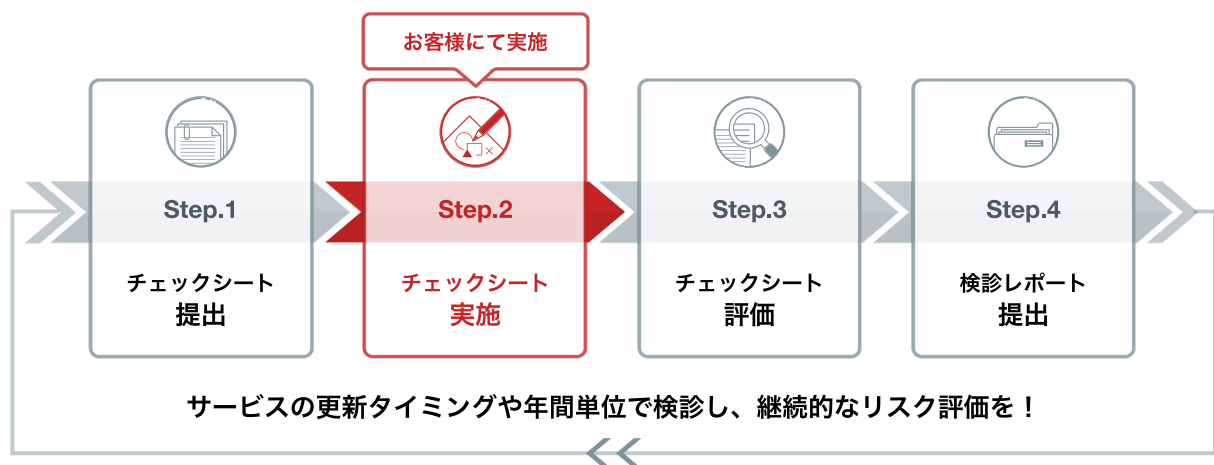 お客様にて実施
Step.1
チェックシート
提出
Step.2
チェックシート
実施
Step.3
チェックシート
評価
Step.4
検診レポート
提出
サービスの更新タイミングや年間単位で検診し、継続的なリスク評価を！